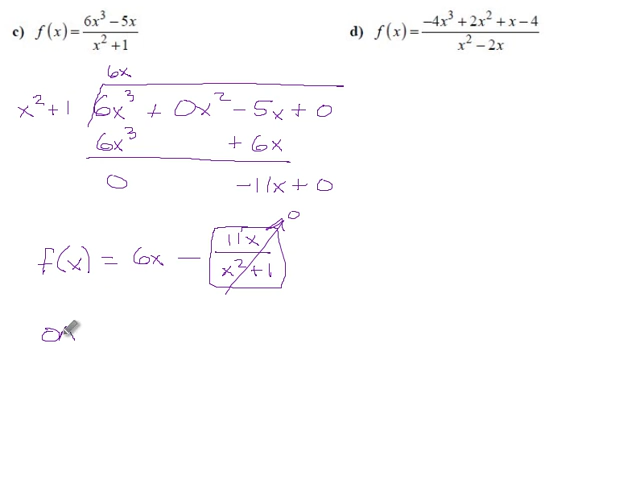 c) f(x) = (6x³ − 5x)/(x² + 1)
d) f(x) = (−4x³ + 2x² + x − 4)/(x² − 2x)
6x
x² + 1 6x³ + 0x² − 5x + 0
6x³ + 6x
0 − 11x + 0
0
f(x) = 6x − 11x/(x² + 1)